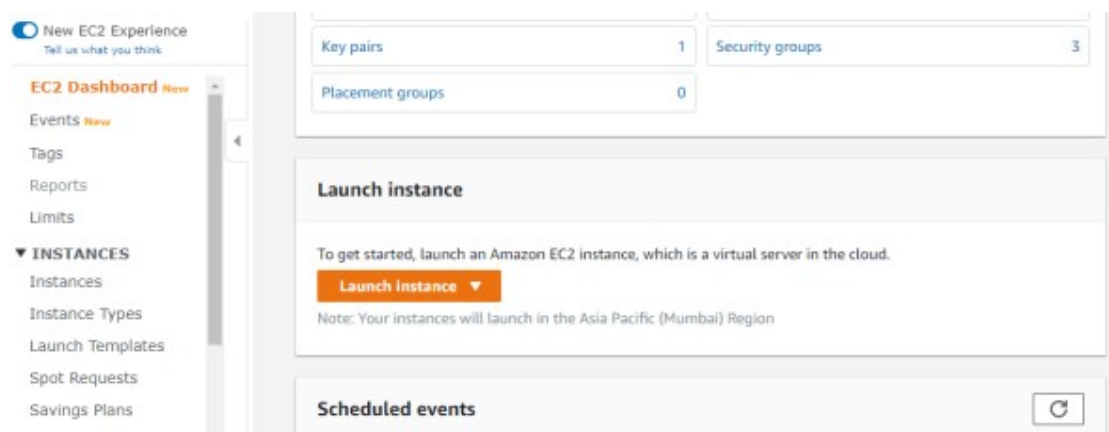 New EC2 Experience
Tell us what you think
EC2 Dashboard New
Events New
Tags
Reports
Limits
▼ INSTANCES
Instances
Instance Types
Launch Templates
Spot Requests
Savings Plans
Key pairs 1
Security groups 3
Placement groups 0
Launch instance
To get started, launch an Amazon EC2 instance, which is a virtual server in the cloud.
Launch instance ▼
Note: Your instances will launch in the Asia Pacific (Mumbai) Region
Scheduled events